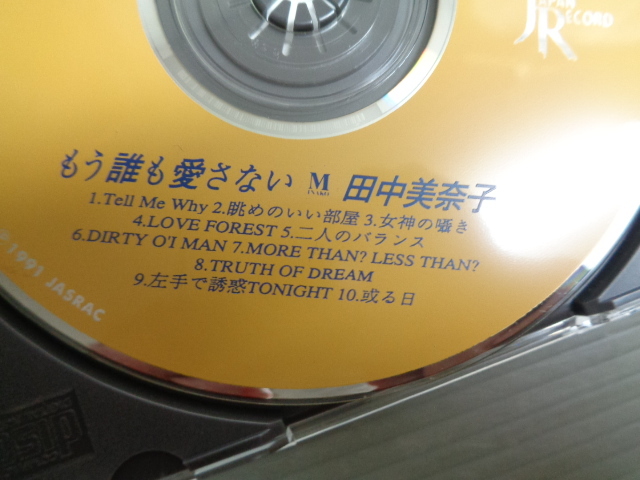 JAPAN
RECORD
もう誰も愛さない M 田中美奈子
INAKO
1.Tell Me Why 2.眺めのいい部屋 3.女神の囁き
4.LOVE FOREST 5.二人のバランス
6.DIRTY O'I MAN 7.MORE THAN? LESS THAN?
8.TRUTH OF DREAM
9.左手で誘惑TONIGHT 10.或る日
℗1991 JASRAC